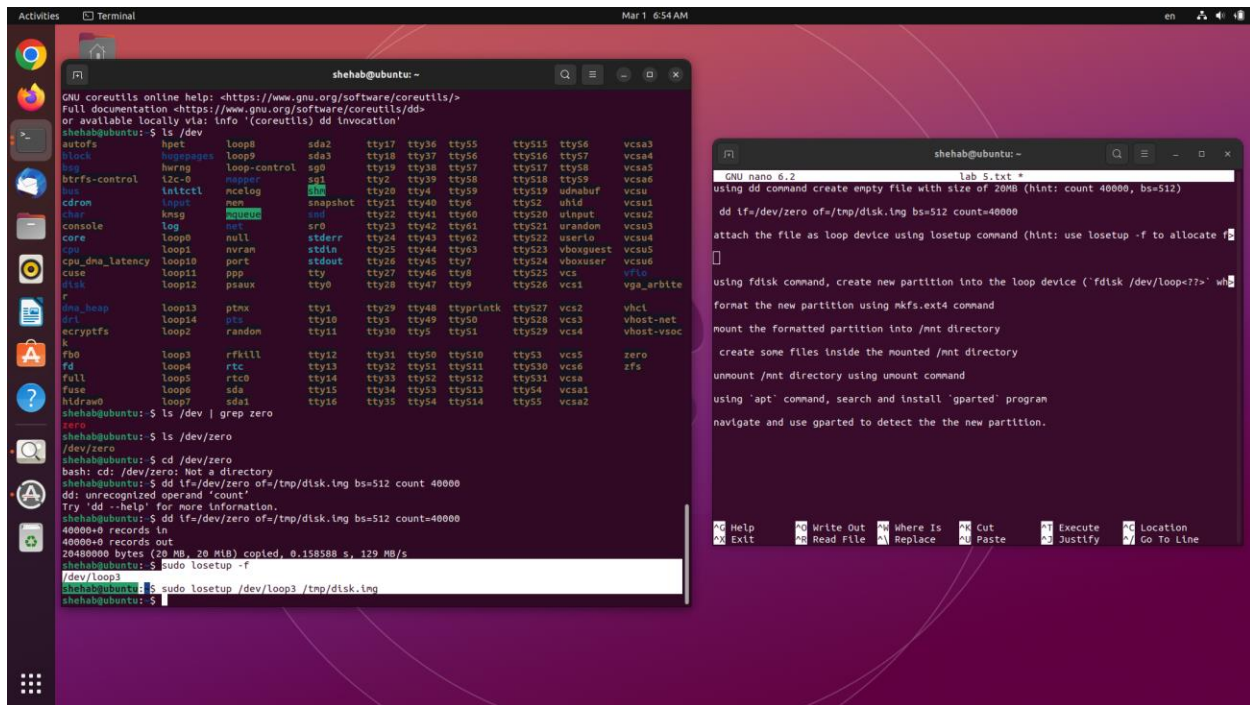 Activities Terminal Mar 1 6:54 AM en
shehab@ubuntu: ~
GNU coreutils online help: <https://www.gnu.org/software/coreutils/>
Full documentation <https://www.gnu.org/software/coreutils/dd>
or available locally via: info '(coreutils) dd invocation'
shehab@ubuntu:~$ ls /dev
autofs hpet loop8 sda2 tty17 tty36 tty55 ttyS15 ttyS6 vcsa3
block hugepages loop9 sda3 tty18 tty37 tty56 ttyS16 ttyS7 vcsa4
bsg hwrng loop-control sg0 tty19 tty38 tty57 ttyS17 ttyS8 vcsa5
btrfs-control i2c-0 mapper sg1 tty2 tty39 tty58 ttyS18 ttyS9 vcsa6
bus initctl mcelog shm tty20 tty4 tty59 ttyS19 udmabuf vcsu
cdrom input mem snapshot tty21 tty40 tty6 ttyS2 uhid vcsu1
char kmsg mqueue snd tty22 tty41 tty60 ttyS20 uinput vcsu2
console log net sr0 tty23 tty42 tty61 ttyS21 urandom vcsu3
core loop0 null stderr tty24 tty43 tty62 ttyS22 userio vcsu4
cpu loop1 nvram stdin tty25 tty44 tty63 ttyS23 vboxguest vcsu5
cpu_dma_latency loop10 port stdout tty26 tty45 tty7 ttyS24 vboxuser vcsu6
cuse loop11 ppp tty tty27 tty46 tty8 ttyS25 vcs vfio
disk loop12 psaux tty0 tty28 tty47 tty9 ttyS26 vcs1 vga_arbite
r
dma_heap loop13 ptmx tty1 tty29 tty48 ttyprintk ttyS27 vcs2 vhci
dri loop14 pts tty10 tty3 tty49 ttyS0 ttyS28 vcs3 vhost-net
ecryptfs loop2 random tty11 tty30 tty5 ttyS1 ttyS29 vcs4 vhost-vsoc
k
fb0 loop3 rfkill tty12 tty31 tty50 ttyS10 ttyS3 vcs5 zero
fd loop4 rtc tty13 tty32 tty51 ttyS11 ttyS30 vcs6 zfs
full loop5 rtc0 tty14 tty33 tty52 ttyS12 ttyS31 vcsa
fuse loop6 sda tty15 tty34 tty53 ttyS13 ttyS4 vcsa1
hidraw0 loop7 sda1 tty16 tty35 tty54 ttyS14 ttyS5 vcsa2
shehab@ubuntu:~$ ls /dev | grep zero
zero
shehab@ubuntu:~$ ls /dev/zero
/dev/zero
shehab@ubuntu:~$ cd /dev/zero
bash: cd: /dev/zero: Not a directory
shehab@ubuntu:~$ dd if=/dev/zero of=/tmp/disk.img bs=512 count 40000
dd: unrecognized operand ‘count’
Try 'dd --help' for more information.
shehab@ubuntu:~$ dd if=/dev/zero of=/tmp/disk.img bs=512 count=40000
40000+0 records in
40000+0 records out
20480000 bytes (20 MB, 20 MiB) copied, 0.158588 s, 129 MB/s
shehab@ubuntu:~$ sudo losetup -f
/dev/loop3
shehab@ubuntu:~$ sudo losetup /dev/loop3 /tmp/disk.img
shehab@ubuntu:~$
shehab@ubuntu: ~
GNU nano 6.2 lab 5.txt *
using dd command create empty file with size of 20MB (hint: count 40000, bs=512)
dd if=/dev/zero of=/tmp/disk.img bs=512 count=40000
attach the file as loop device using losetup command (hint: use losetup -f to allocate f>
using fdisk command, create new partition into the loop device (`fdisk /dev/loop<??>` wh>
format the new partition using mkfs.ext4 command
mount the formatted partition into /mnt directory
create some files inside the mounted /mnt directory
unmount /mnt directory using umount command
using `apt` command, search and install `gparted` program
navigate and use gparted to detect the the new partition.
^G Help ^O Write Out ^W Where Is ^K Cut ^T Execute ^C Location
^X Exit ^R Read File ^\ Replace ^U Paste ^J Justify ^/ Go To Line